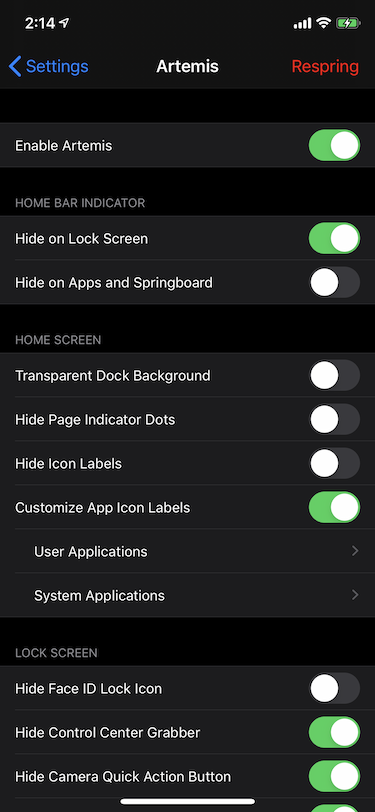 2:14
Settings
Artemis
Respring
Enable Artemis
HOME BAR INDICATOR
Hide on Lock Screen
Hide on Apps and Springboard
HOME SCREEN
Transparent Dock Background
Hide Page Indicator Dots
Hide Icon Labels
Customize App Icon Labels
User Applications
System Applications
LOCK SCREEN
Hide Face ID Lock Icon
Hide Control Center Grabber
Hide Camera Quick Action Button